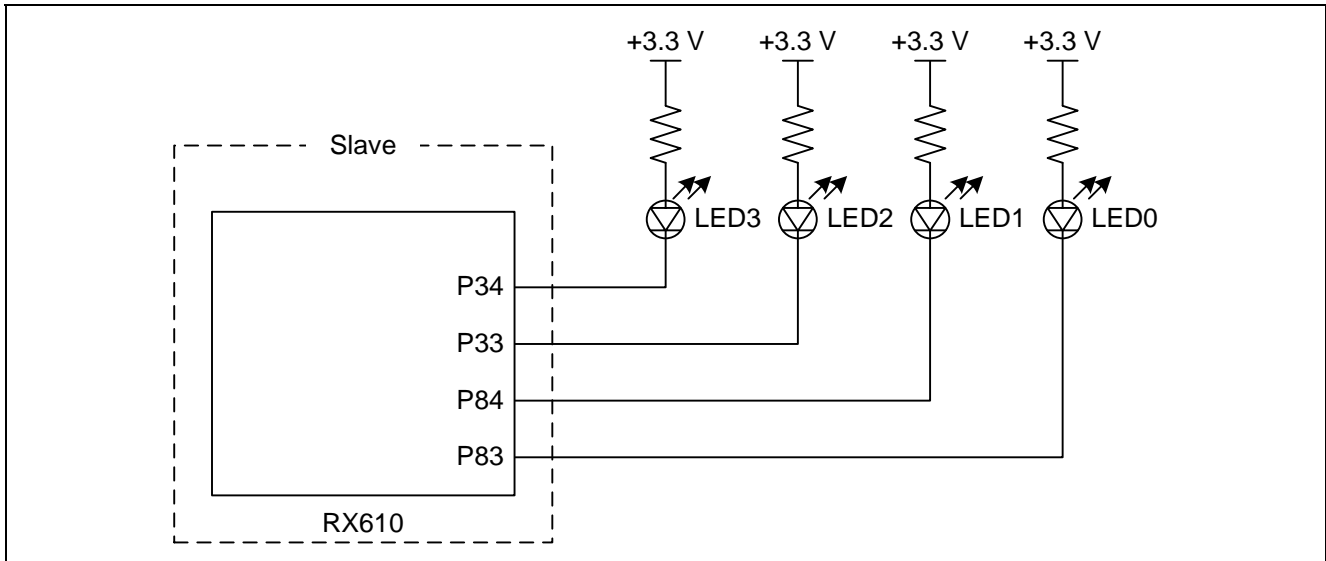 +3.3 V +3.3 V +3.3 V +3.3 V
Slave
LED3 LED2 LED1 LED0
P34
P33
P84
P83
RX610